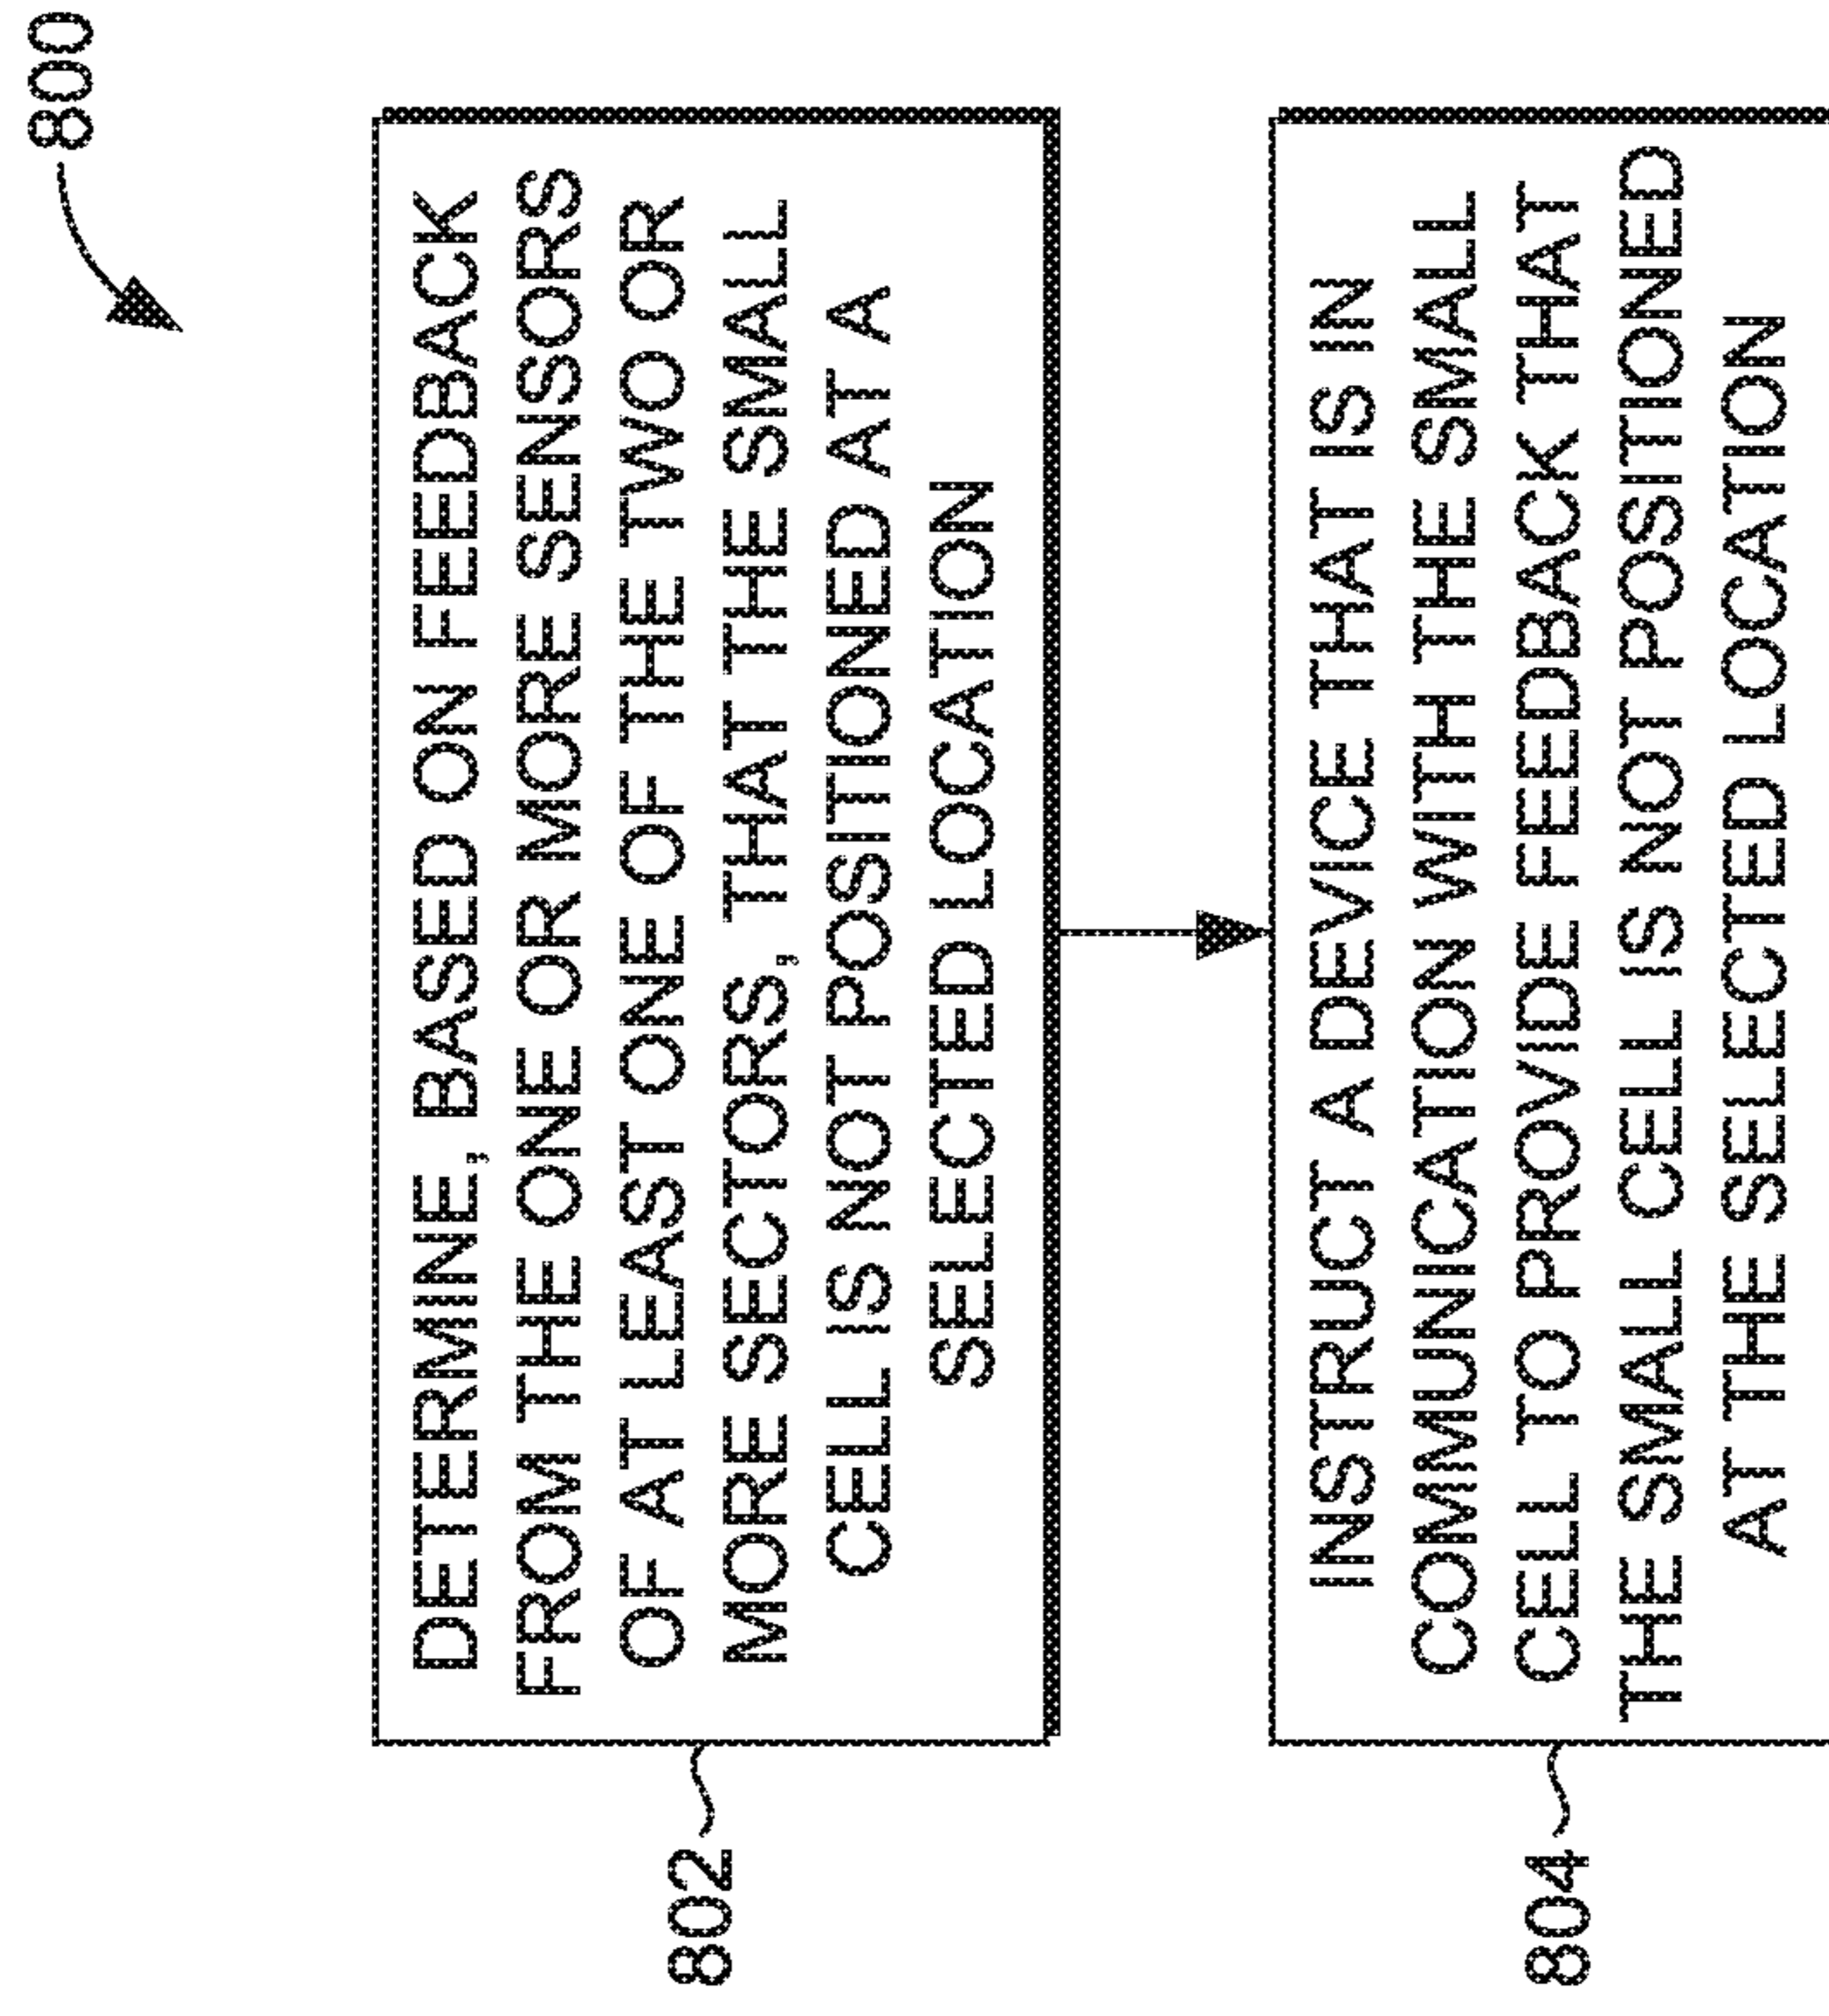 800
802
DETERMINE, BASED ON FEEDBACK
FROM THE ONE OR MORE SENSORS
OF AT LEAST ONE OF THE TWO OR
MORE SECTORS, THAT THE SMALL
CELL IS NOT POSITIONED AT A
SELECTED LOCATION
804
INSTRUCT A DEVICE THAT IS IN
COMMUNICATION WITH THE SMALL
CELL TO PROVIDE FEEDBACK THAT
THE SMALL CELL IS NOT POSITIONED
AT THE SELECTED LOCATION